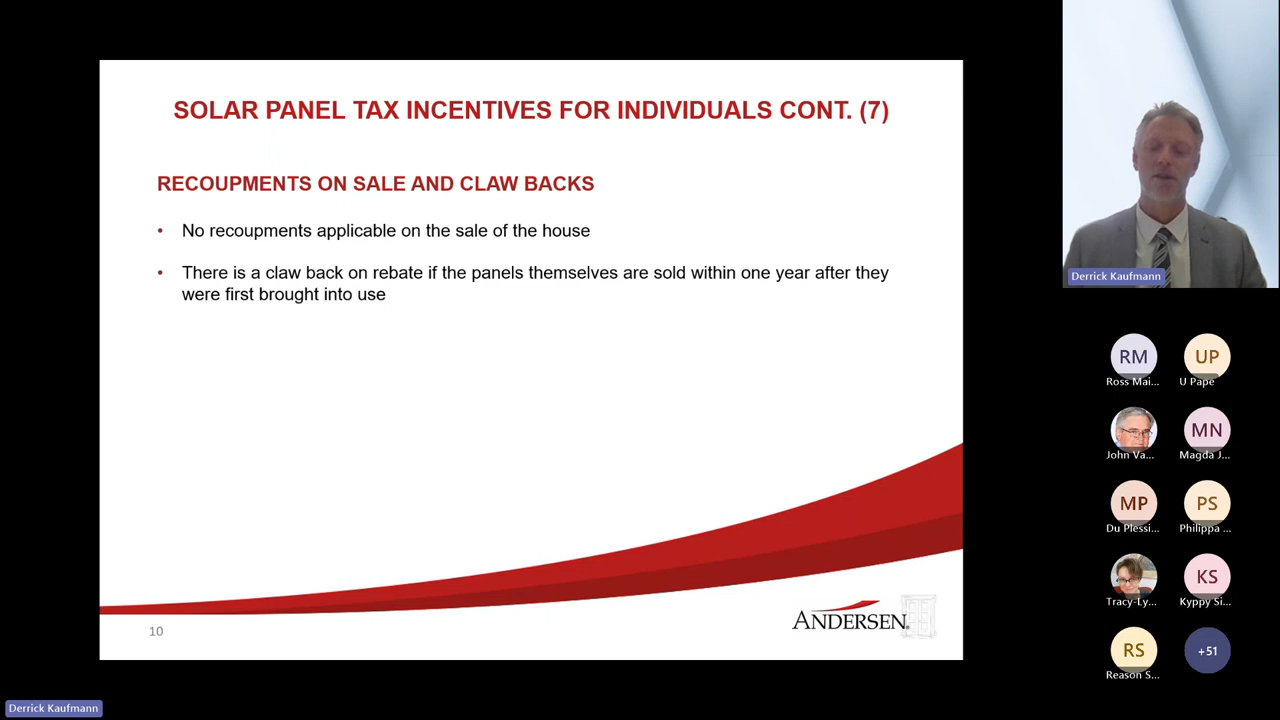 SOLAR PANEL TAX INCENTIVES FOR INDIVIDUALS CONT. (7)
RECOUPMENTS ON SALE AND CLAW BACKS
• No recoupments applicable on the sale of the house
• There is a claw back on rebate if the panels themselves are sold within one year after they
were first brought into use
10
ANDERSEN®
Derrick Kaufmann
RM
UP
Ross Mai...
U Pape
John Va...
MN
Magda J...
MP
PS
Du Plessi...
Philippa ...
Tracy-Ly...
KS
Kyppy Si...
RS
+51
Reason S...
Derrick Kaufmann